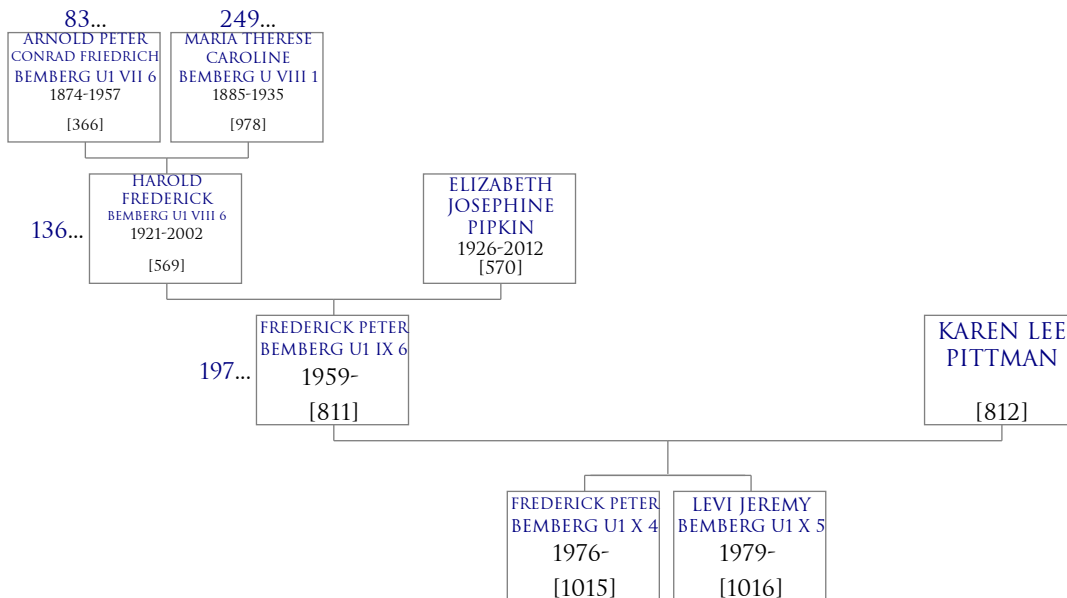 83...
249...
ARNOLD PETER
CONRAD FRIEDRICH
BEMBERG U1 VII 6
1874-1957
[366]
MARIA THERESE
CAROLINE
BEMBERG U VIII 1
1885-1935
[978]
136...
HAROLD
FREDERICK
BEMBERG U1 VIII 6
1921-2002
[569]
ELIZABETH
JOSEPHINE
PIPKIN
1926-2012
[570]
197...
FREDERICK PETER
BEMBERG U1 IX 6
1959-
[811]
KAREN LEE
PITTMAN
[812]
FREDERICK PETER
BEMBERG U1 X 4
1976-
[1015]
LEVI JEREMY
BEMBERG U1 X 5
1979-
[1016]